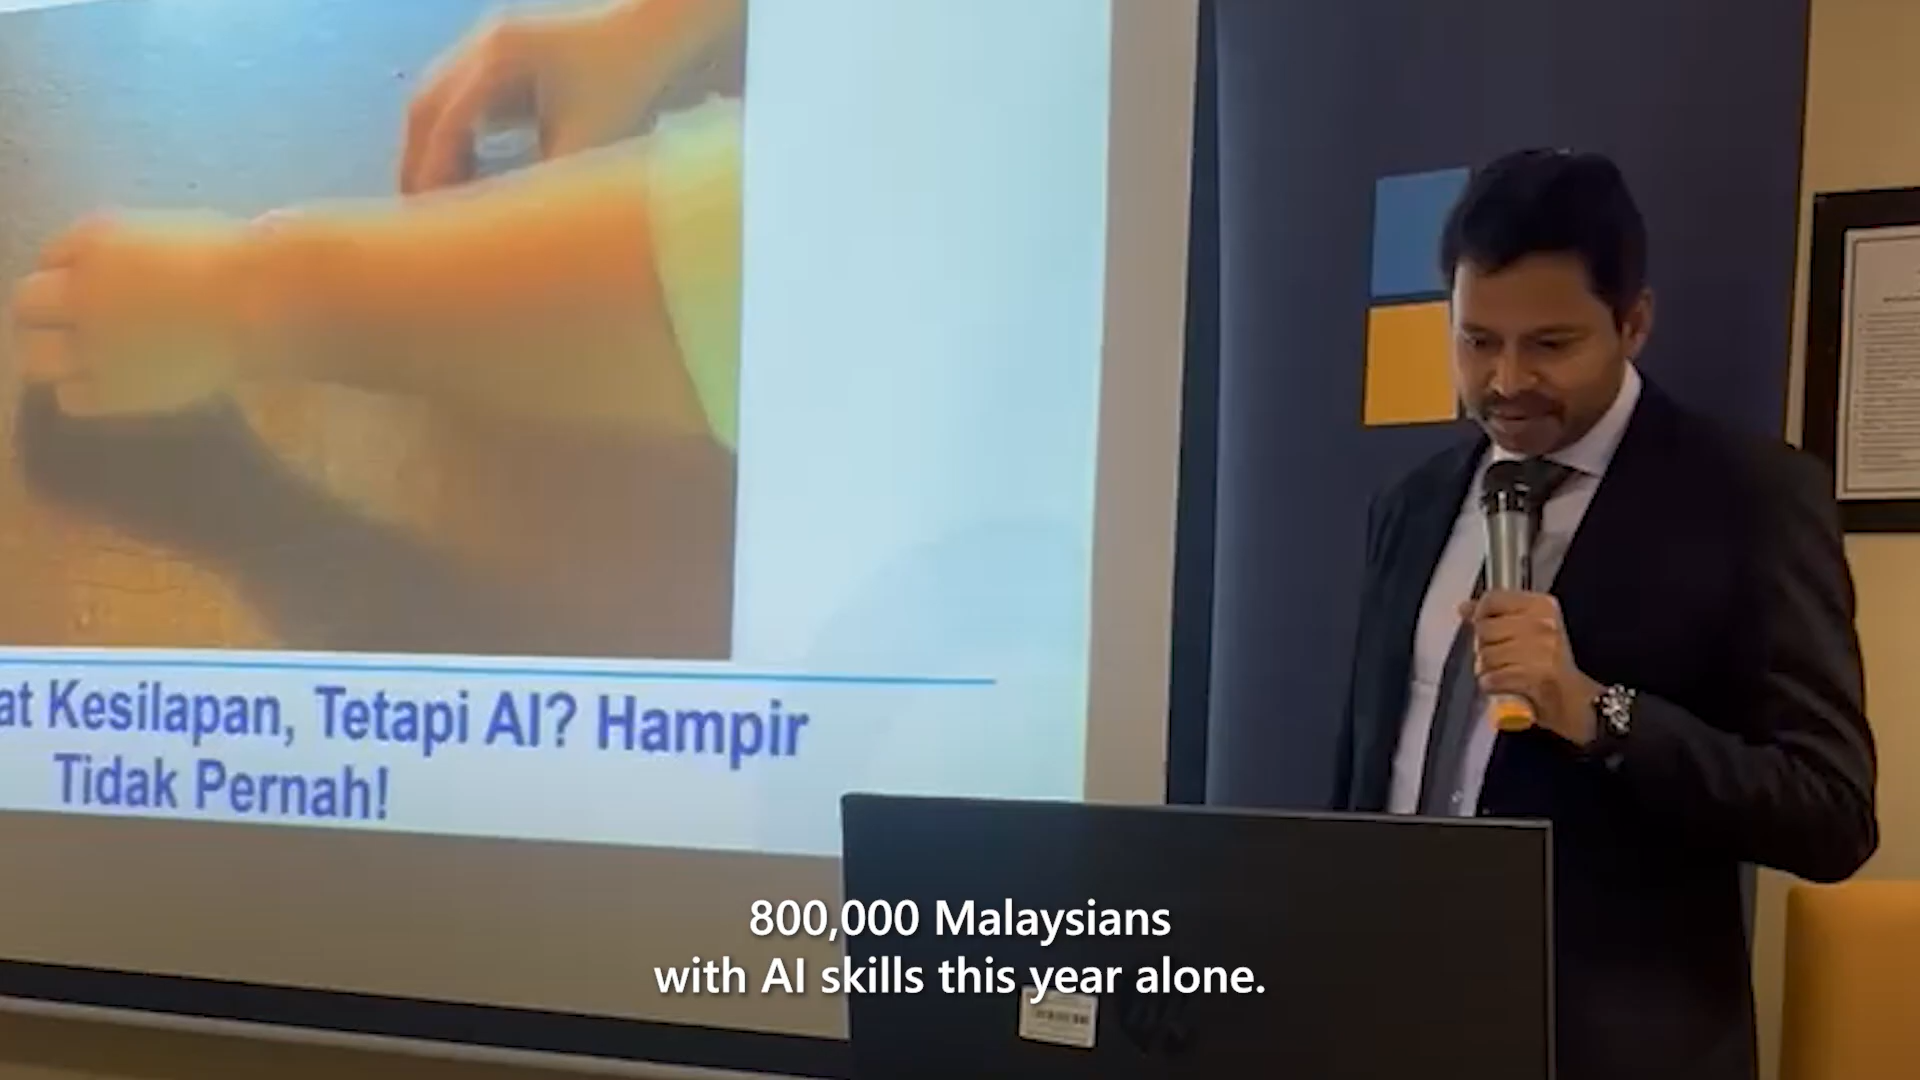 at Kesilapan, Tetapi AI? Hampir
Tidak Pernah!
800,000 Malaysians
with AI skills this year alone.